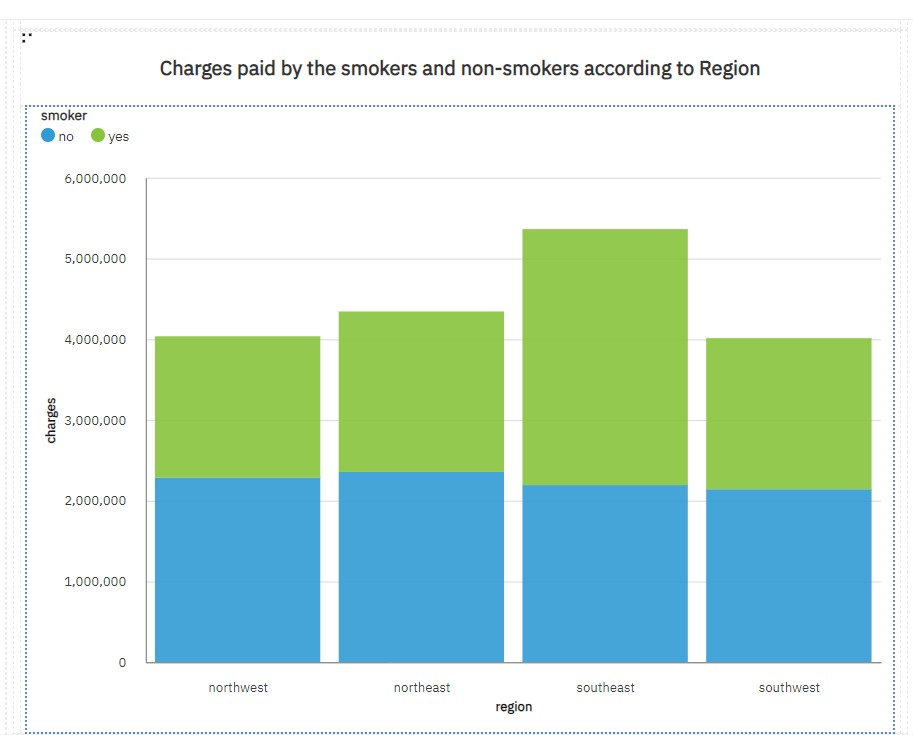 Charges paid by the smokers and non-smokers according to Region
smoker
no yes
6,000,000
5,000,000
4,000,000
3,000,000
2,000,000
1,000,000
0
charges
northwest northeast southeast southwest
region